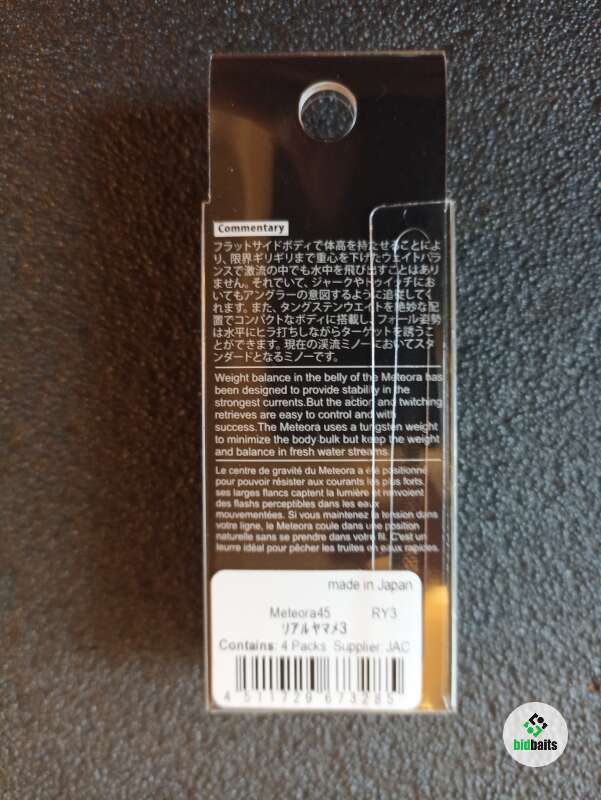 Commentary
フラットサイドボディで体高を持たせることによ
り、限界ギリギリまで重心を下げたウェイトバラ
ンスで激流の中でも水中を飛び出すことはあり
ません。それでいて、ジャークやトゥイッチにお
いてもアングラーの意図するように追従してく
れます。また、タングステンウエイトを絶妙な配
置でコンパクトなボディに搭載し、フォール姿勢
は水平にヒラ打ちしながらターゲットを誘うこ
とができます。現在の渓流ミノーにおいてスタ
ンダードとなるミノーです。
Weight balance in the belly of the Meteora has
been designed to provide stability in the
strongest currents.But the action and twitching
retrieves are easy to control and with
success.The Meteora uses a tungsten weight
to minimize the body bulk but keep the weight
and balance in fresh water streams.
Le centre de gravité du Meteora a été positionné
pour pouvoir résister aux courants les plus forts,
ses larges flancs captent la lumière et renvoient
des flashs perceptibles dans les eaux
mouvementées. Si vous maintenez la tension dans
votre ligne, le Meteora coule dans une position
naturelle sans se prendre dans votre fil. C'est un
leurre idéal pour pêcher les truites en eaux rapides.
made in Japan
Meteora45 RY3
リアルヤマメ3
Contains: 4 Packs Supplier: JAC
4 511729 673285
bidbaits